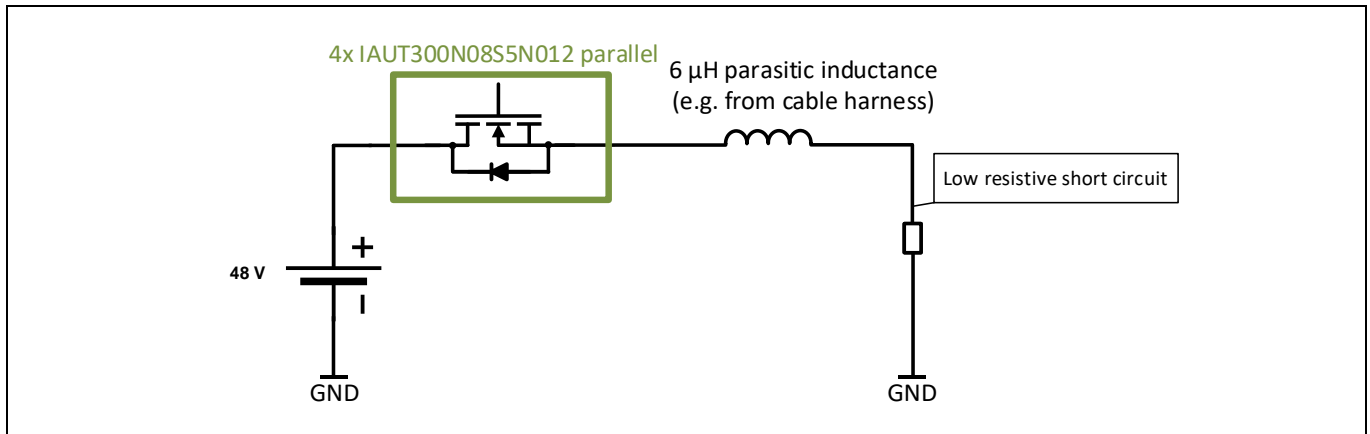 4x IAUT300N08S5N012 parallel
6 µH parasitic inductance
(e.g. from cable harness)
Low resistive short circuit
+
48 V
GND
GND